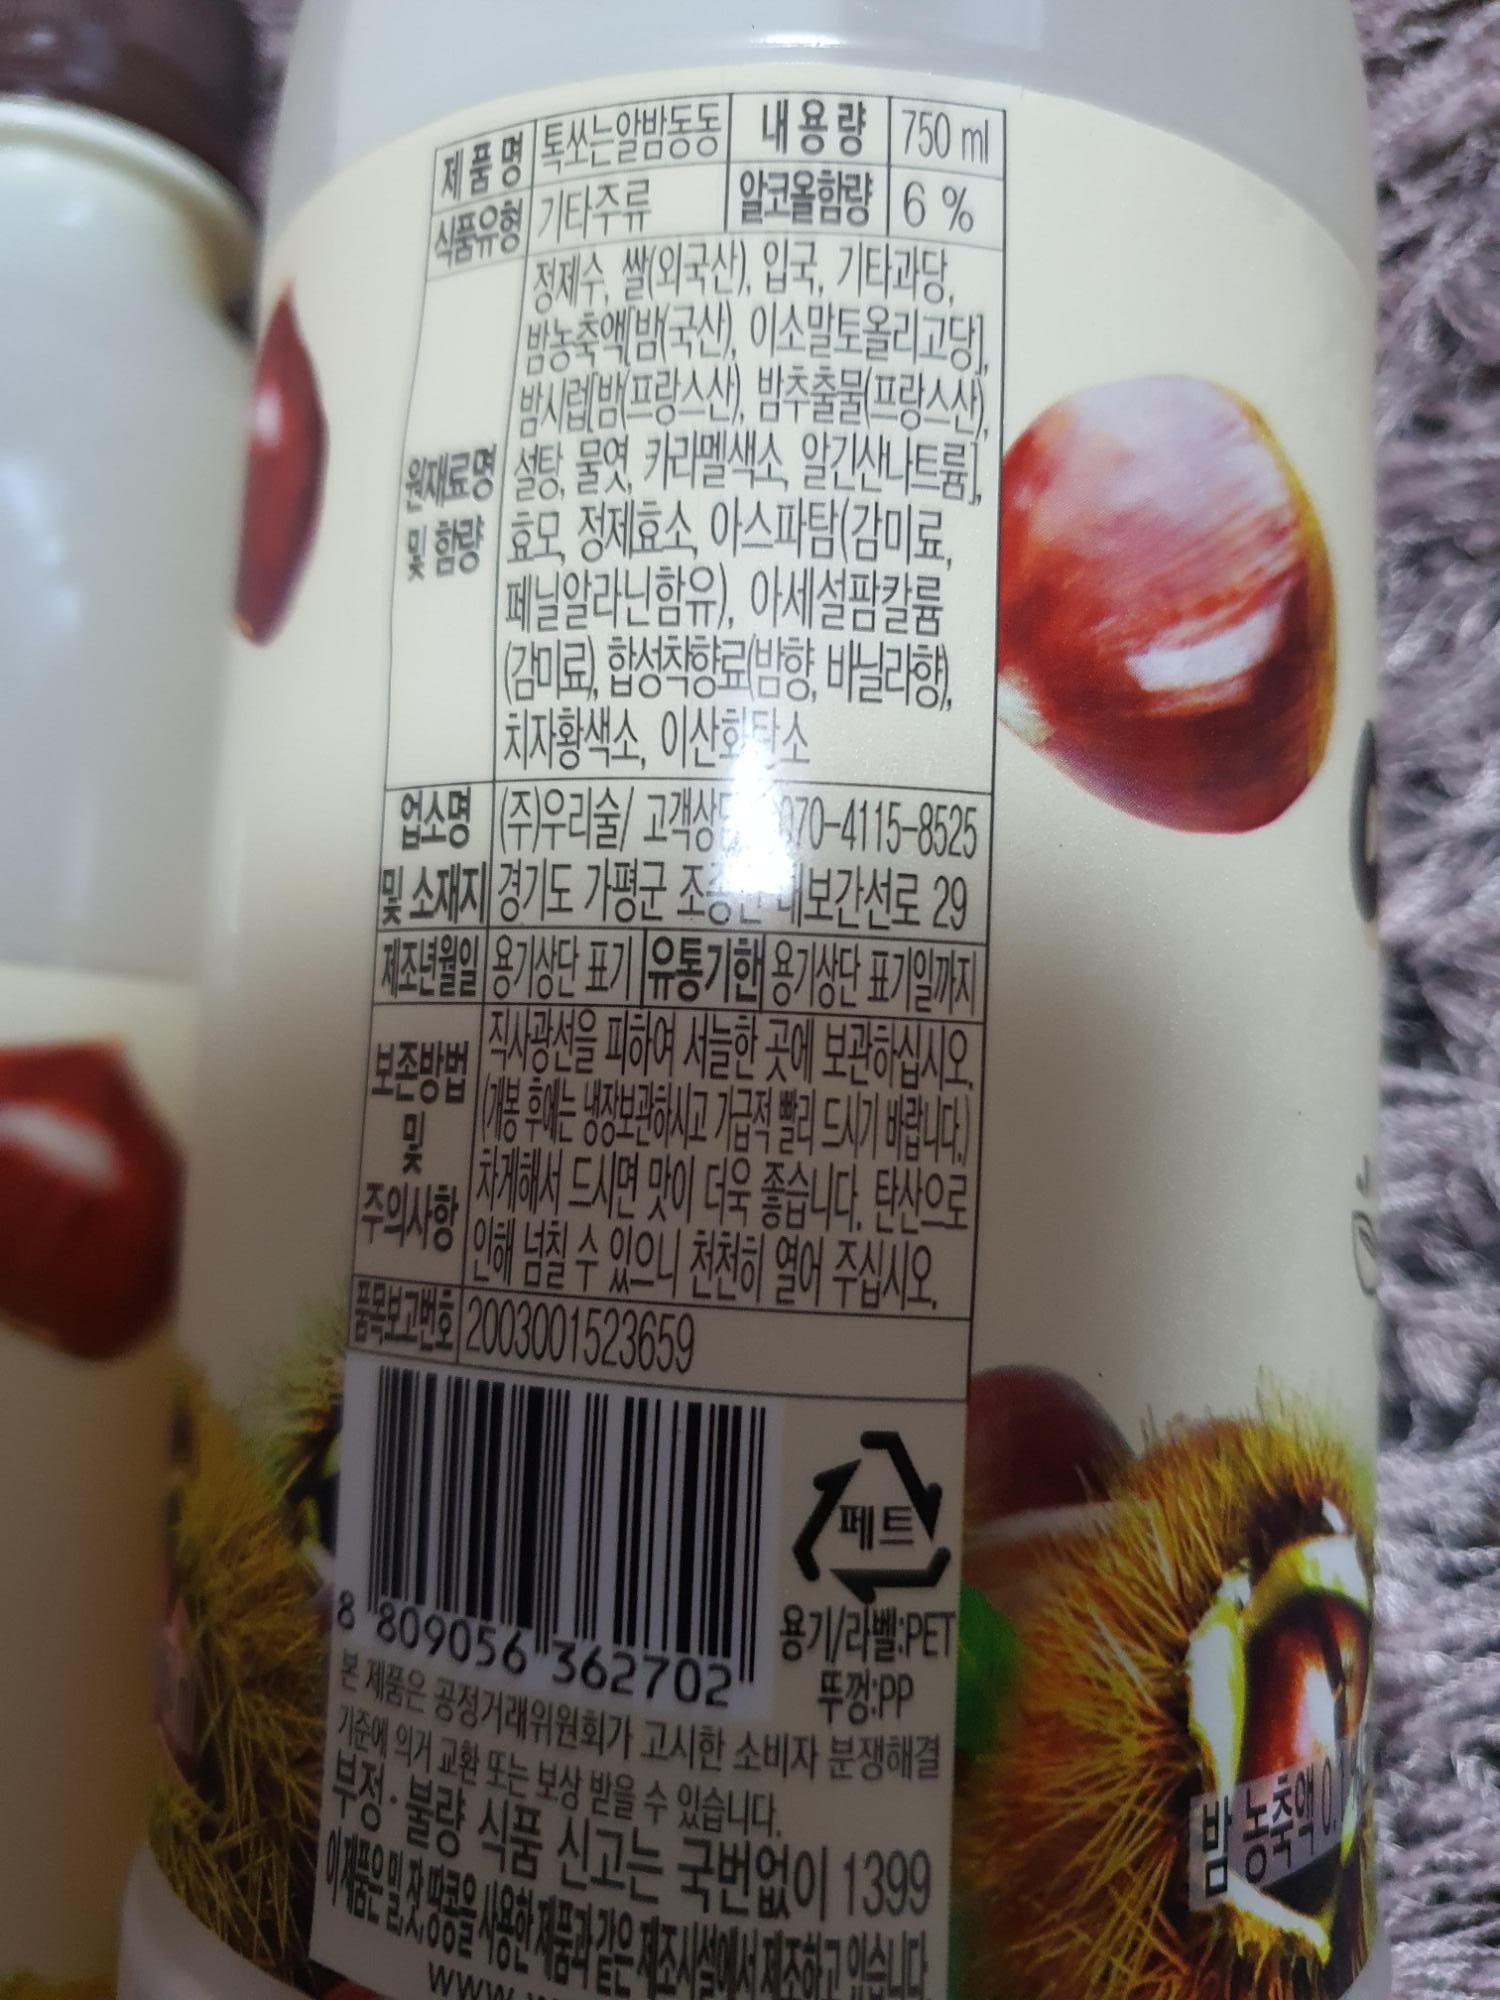 제품명 톡쏘는알밤동동 내용량 750 ml
식품유형 기타주류 알코올함량 6 %
원재료명 및 함량
정제수, 쌀(외국산), 입국, 기타과당,
밤농축액[밤(국산), 이소말토올리고당],
밤시럽[밤(프랑스산), 밤추출물(프랑스산),
설탕, 물엿, 카라멜색소, 알긴산나트륨],
효모, 정제효소, 아스파탐(감미료,
페닐알라닌함유), 아세설팜칼륨
(감미료), 합성착향료(밤향, 바닐라향),
치자황색소, 이산화탄소
업소명 및 소재지
(주)우리술/ 고객상 070-4115-8525
경기도 가평군 대보간선로 29
제조년월일 용기상단 표기 유통기한 용기상단 표기일까지
보존방법 및 주의사항
직사광선을 피하여 서늘한 곳에 보관하십시오.
(개봉 후에는 냉장보관하시고 가급적 빨리 드시기 바랍니다.)
차게해서 드시면 맛이 더욱 좋습니다. 탄산으로
인해 넘칠 수 있으니 천천히 열어 주십시오.
품목보고번호 2003001523659
페트
용기/라벨:PET
뚜껑:PP
8 809056 362702
본 제품은 공정거래위원회가 고시한 소비자 분쟁해결
기준에 의거 교환 또는 보상 받을 수 있습니다.
부정·불량 식품 신고는 국번없이 1399
이 제품은 밀,잣,땅콩을 사용한 제품과 같은 제조시설에서 제조하고 있습니다.
www.
밤 농축액 0.